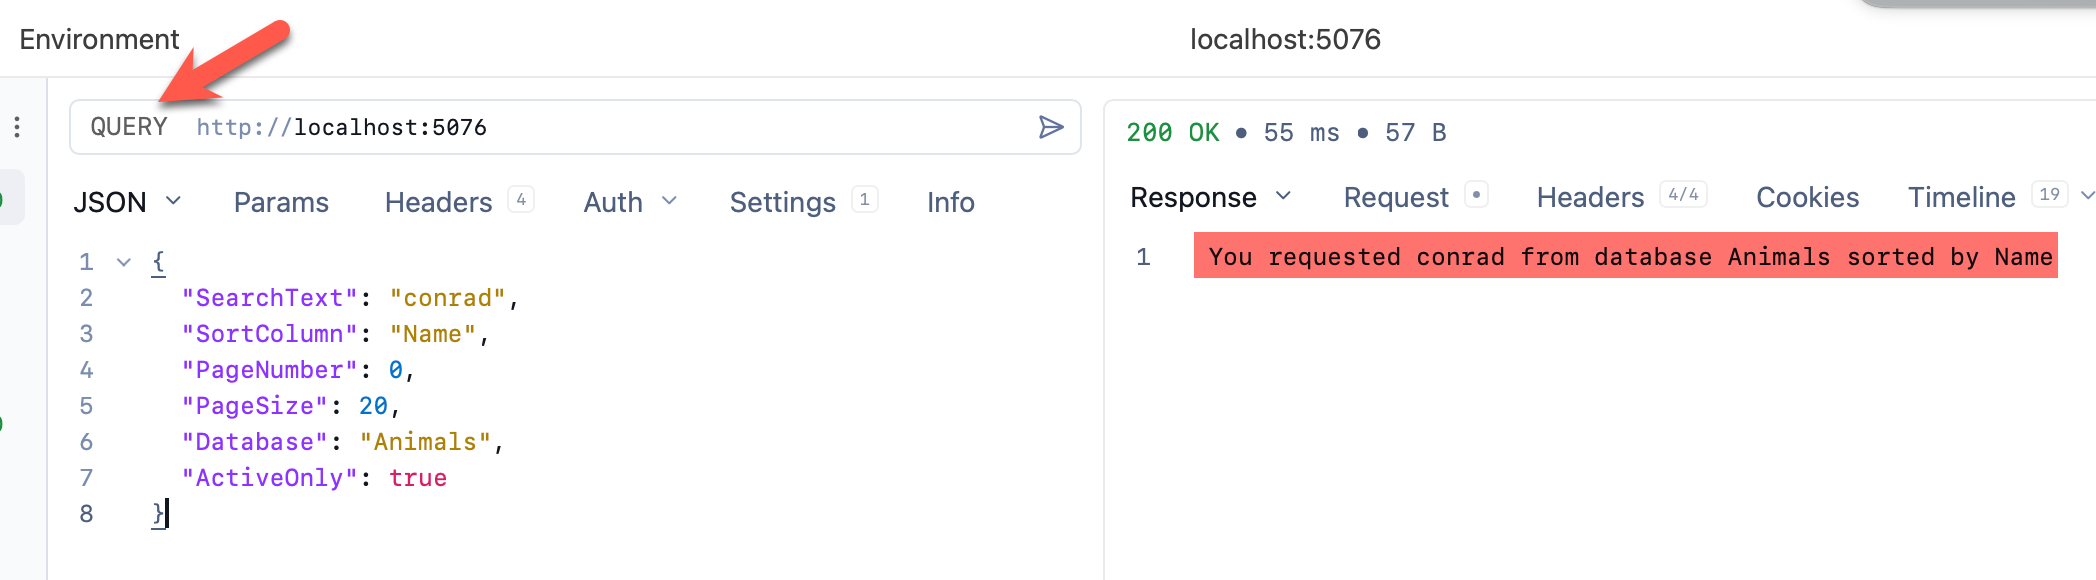 Environment
localhost:5076
QUERY http://localhost:5076
200 OK • 55 ms • 57 B
JSON Params Headers 4 Auth Settings 1 Info
Response Request Headers 4/4 Cookies Timeline 19
1 {
2 "SearchText": "conrad",
3 "SortColumn": "Name",
4 "PageNumber": 0,
5 "PageSize": 20,
6 "Database": "Animals",
7 "ActiveOnly": true
8 }
1 You requested conrad from database Animals sorted by Name